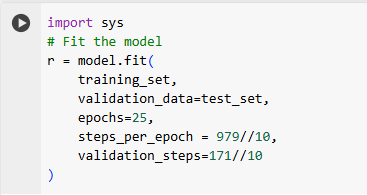 import sys
# Fit the model
r = model.fit(
    training_set,
    validation_data=test_set,
    epochs=25,
    steps_per_epoch = 979//10,
    validation_steps=171//10
)